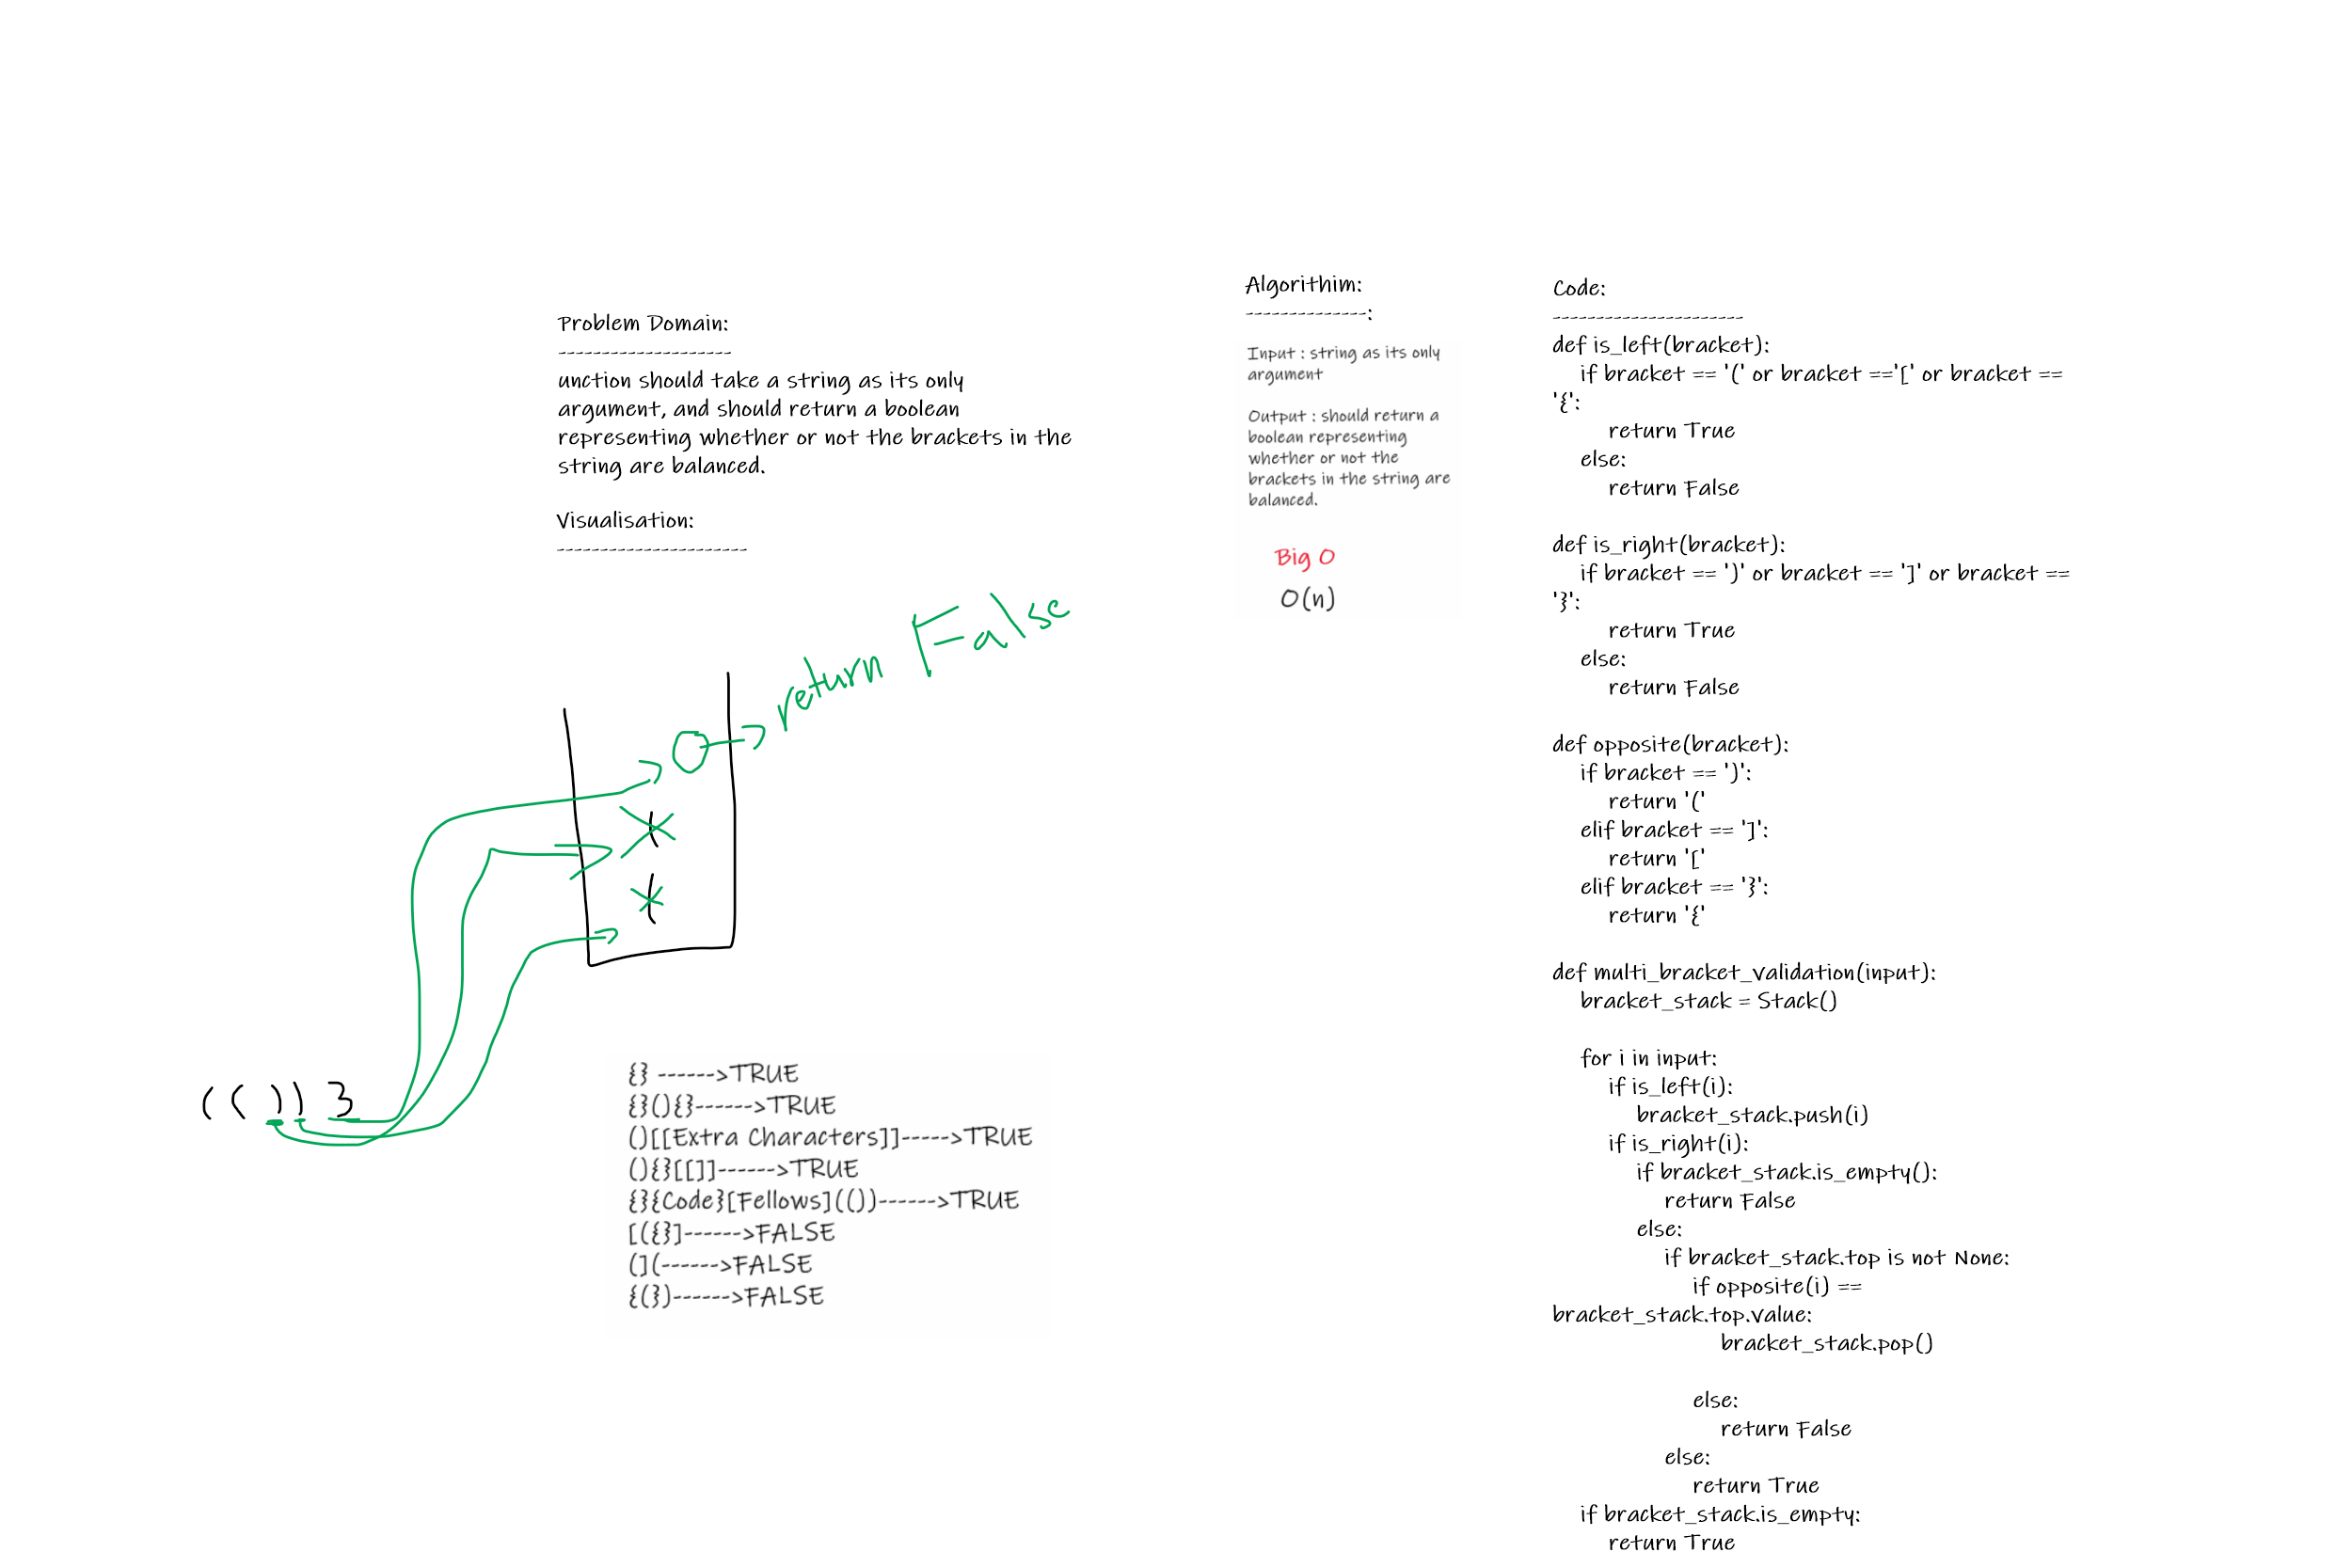 Problem Domain:
--------------------
unction should take a string as its only
argument, and should return a boolean
representing whether or not the brackets in the
string are balanced.
Visualisation:
----------------------
return False
(
(
( ( ) ) }
{} ------>TRUE
{}(){}------>TRUE
()[[Extra Characters]]----->TRUE
(){}[[]]------>TRUE
{}{Code}[Fellows](())------>TRUE
[({}]------>FALSE
(](------>FALSE
{(})------>FALSE
Algorithim:
--------------:
Input : string as its only
argument
Output : should return a
boolean representing
whether or not the
brackets in the string are
balanced.
Big O
O(n)
Code:
----------------------
def is_left(bracket):
if bracket == '(' or bracket =='[' or bracket ==
'{':
return True
else:
return False
def is_right(bracket):
if bracket == ')' or bracket == ']' or bracket ==
'}':
return True
else:
return False
def opposite(bracket):
if bracket == ')':
return '('
elif bracket == ']':
return '['
elif bracket == '}':
return '{'
def multi_bracket_validation(input):
bracket_stack = Stack()
for i in input:
if is_left(i):
bracket_stack.push(i)
if is_right(i):
if bracket_stack.is_empty():
return False
else:
if bracket_stack.top is not None:
if opposite(i) ==
bracket_stack.top.value:
bracket_stack.pop()
else:
return False
else:
return True
if bracket_stack.is_empty:
return True